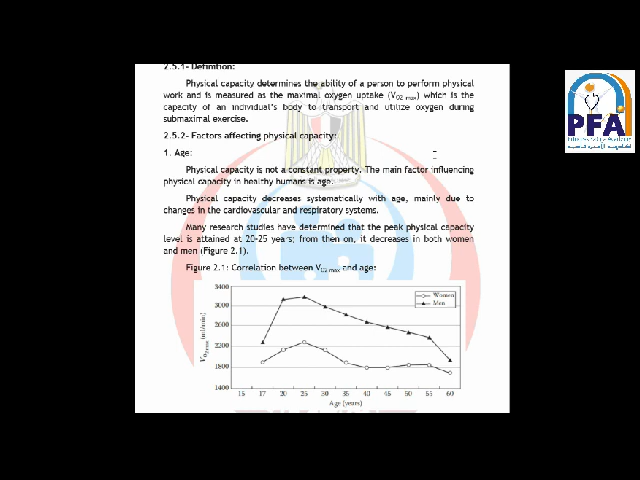 2.5.1- Definition:
Physical capacity determines the ability of a person to perform physical
work and is measured as the maximal oxygen uptake (VO2 max) which is the
capacity of an individual's body to transport and utilize oxygen during
submaximal exercise.
2.5.2- Factors affecting physical capacity:
1. Age:
Physical capacity is not a constant property. The main factor influencing
physical capacity in healthy humans is age.
Physical capacity decreases systematically with age, mainly due to
changes in the cardiovascular and respiratory systems.
Many research studies have determined that the peak physical capacity
level is attained at 20-25 years; from then on, it decreases in both women
and men (Figure 2.1).
Figure 2.1: Correlation between VO2 max and age:
3400
3000
2600
2200
1800
1400
VO2max (ml/min)
Women
Men
15 17 20 25 30 35 40 45 50 55 60
Age (years)
PFA